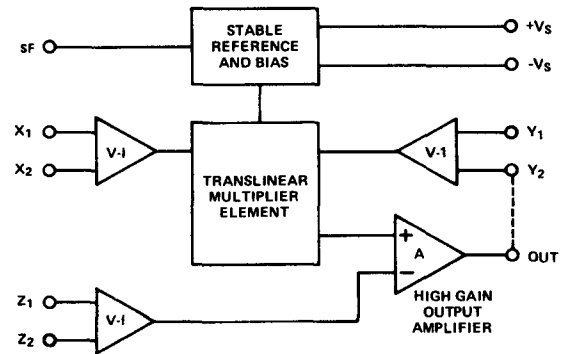 SF
STABLE
REFERENCE
AND BIAS
+VS
-VS
X1
X2
V-I
TRANSLINEAR
MULTIPLIER
ELEMENT
V-1
Y1
Y2
+
A
−
OUT
HIGH GAIN
OUTPUT
AMPLIFIER
Z1
Z2
V-I